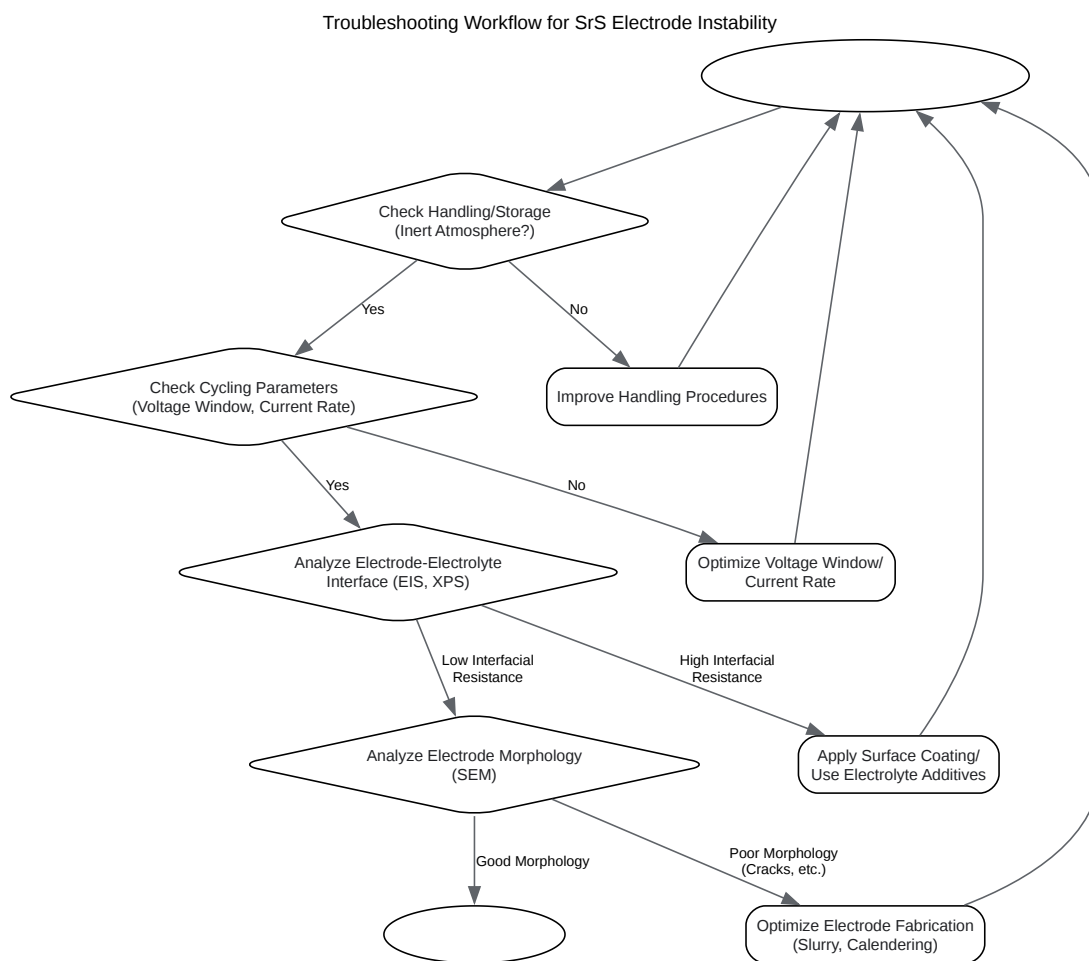 Troubleshooting Workflow for SrS Electrode Instability
Check Handling/Storage
(Inert Atmosphere?)
Yes
No
Check Cycling Parameters
(Voltage Window, Current Rate)
Improve Handling Procedures
Yes
No
Analyze Electrode-Electrolyte
Interface (EIS, XPS)
Optimize Voltage Window/
Current Rate
Low Interfacial
Resistance
High Interfacial
Resistance
Analyze Electrode Morphology
(SEM)
Apply Surface Coating/
Use Electrolyte Additives
Good Morphology
Poor Morphology
(Cracks, etc.)
Optimize Electrode Fabrication
(Slurry, Calendering)